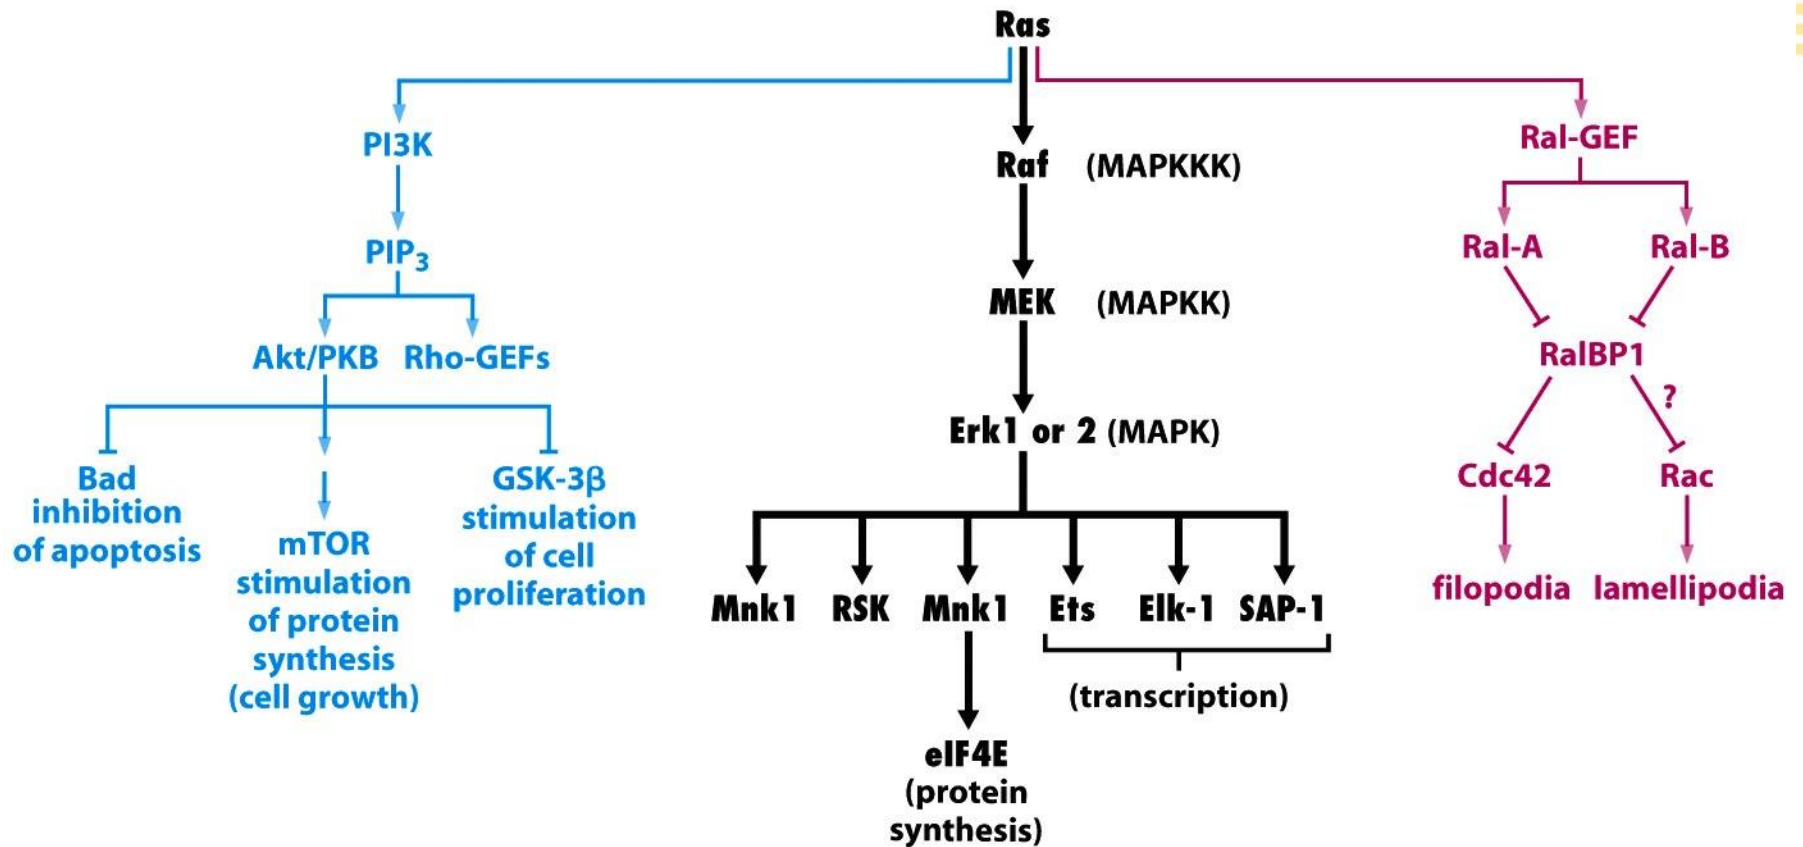 Ras
PI3K
PIP₃
Akt/PKB Rho-GEFs
Bad
inhibition
of apoptosis
mTOR
stimulation
of protein
synthesis
(cell growth)
GSK-3β
stimulation
of cell
proliferation
Raf (MAPKKK)
MEK (MAPKK)
Erk1 or 2 (MAPK)
Mnk1 RSK Mnk1 Ets Elk-1 SAP-1
(transcription)
eIF4E
(protein
synthesis)
Ral-GEF
Ral-A Ral-B
RalBP1
?
Cdc42 Rac
filopodia lamellipodia